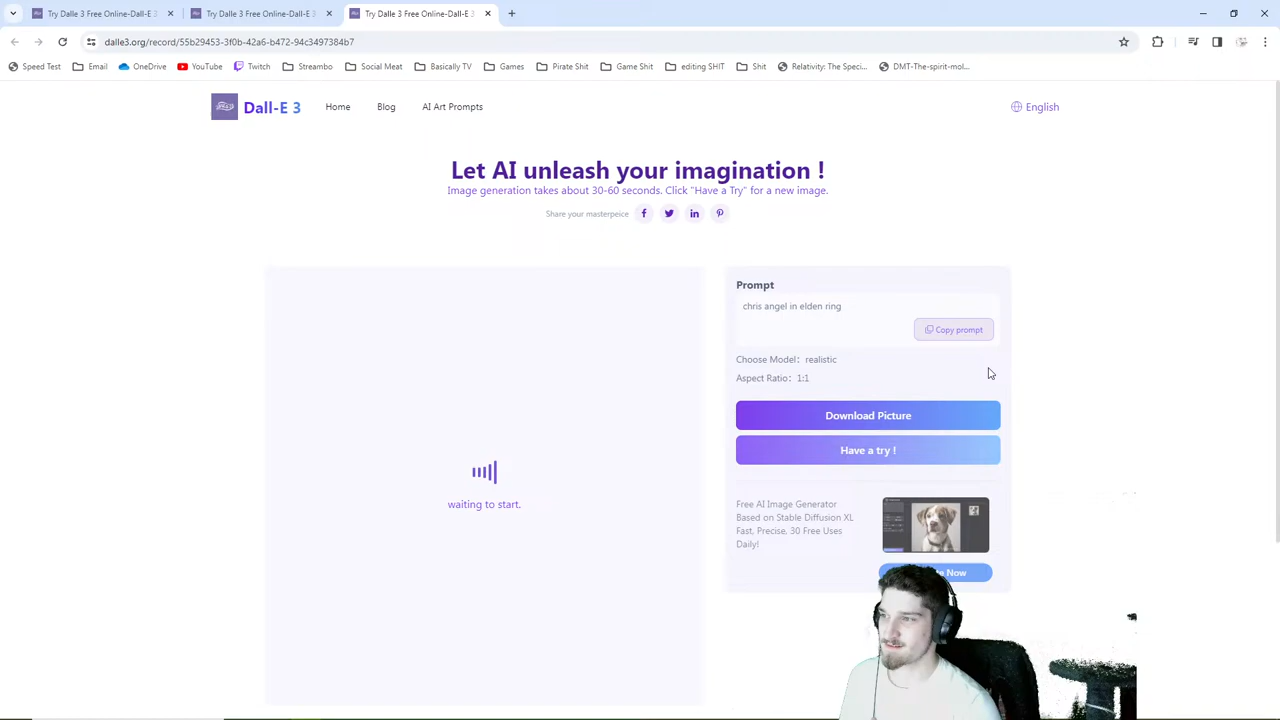 Try Dalle 3 Free Online-Dall-E 3
Try Dalle 3 Free Online-Dall-E 3
Try Dalle 3 Free Online-Dall-E 3
dalle3.org/record/55b29453-3f0b-42a6-b472-94c3497384b7
Speed Test Email OneDrive YouTube Twitch Streambo Social Meat Basically TV Games Pirate Shit Game Shit editing SHIT Shit Relativity: The Speci... DMT-The-spirit-mol...
Dall-E 3 Home Blog AI Art Prompts English
Let AI unleash your imagination !
Image generation takes about 30-60 seconds. Click "Have a Try" for a new image.
Share your masterpeice
Prompt
chris angel in elden ring
Copy prompt
Choose Model: realistic
Aspect Ratio: 1:1
Download Picture
Have a try !
waiting to start.
Free AI Image Generator
Based on Stable Diffusion XL
Fast, Precise, 30 Free Uses
Daily!
Now